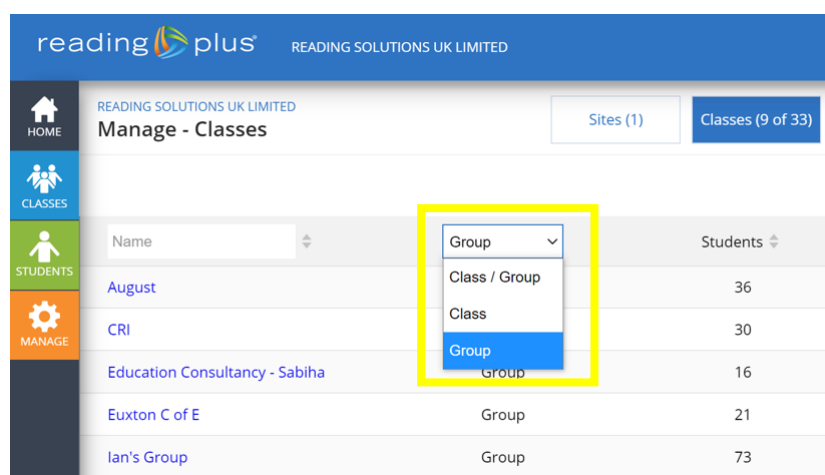 reading plus® READING SOLUTIONS UK LIMITED
HOME
READING SOLUTIONS UK LIMITED
Manage - Classes
Sites (1)
Classes (9 of 33)
CLASSES
STUDENTS
MANAGE
Name
Group
Students
Class / Group
Class
Group
August 36
CRI 30
Education Consultancy - Sabiha Group 16
Euxton C of E Group 21
Ian's Group Group 73